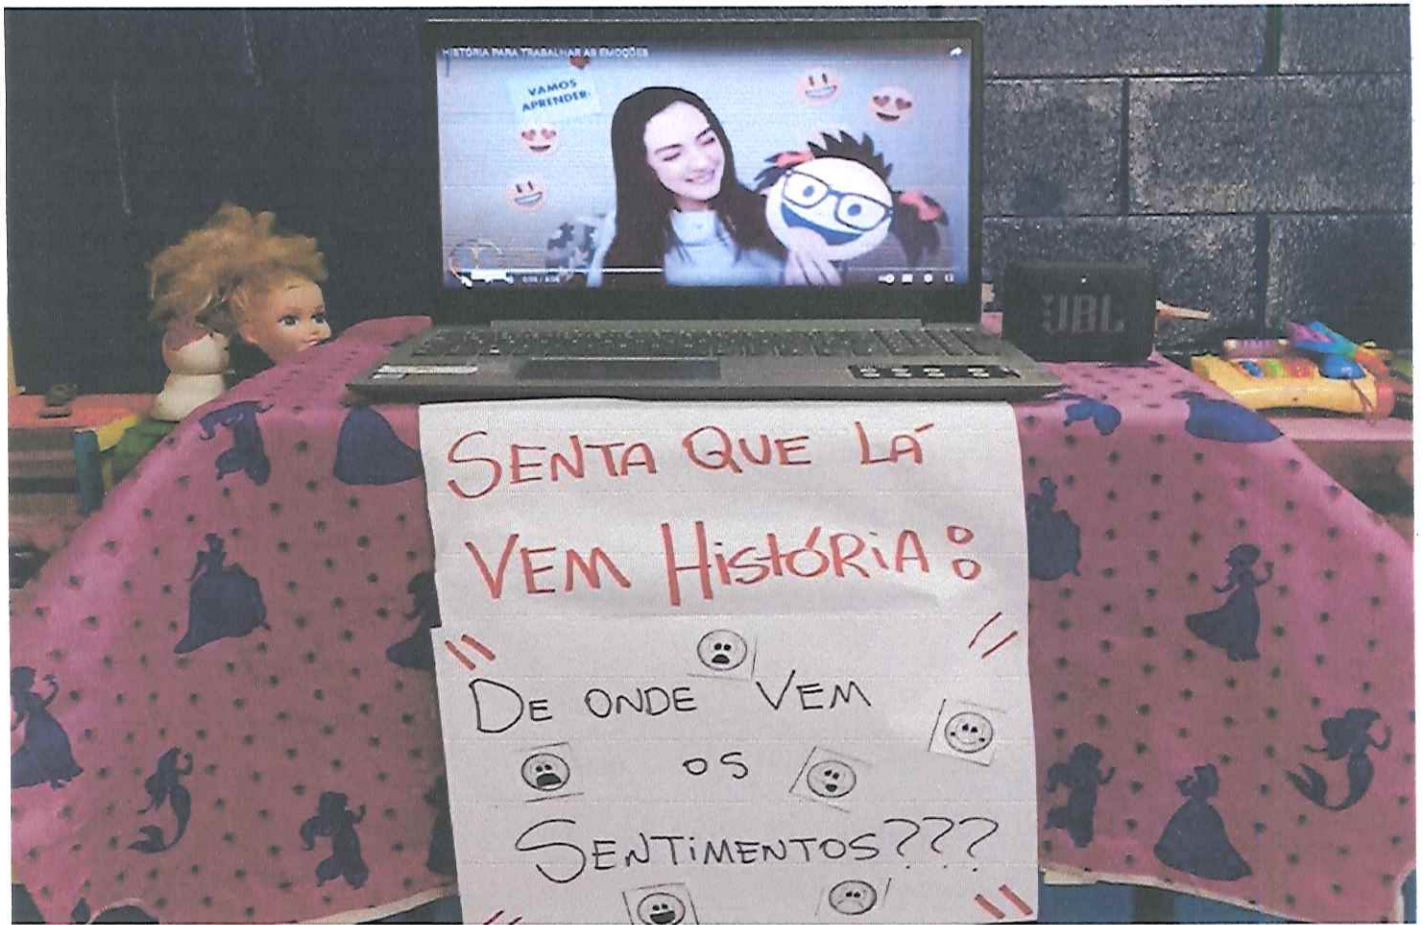 HISTÓRIA PARA TRABALHAR AS EMOÇÕES
VAMOS
APRENDER.
JBL
SENTA QUE LÁ
VEM HistÓRiA:
" "
DE ONDE VEM
OS
SENTiMENTOS???
" "